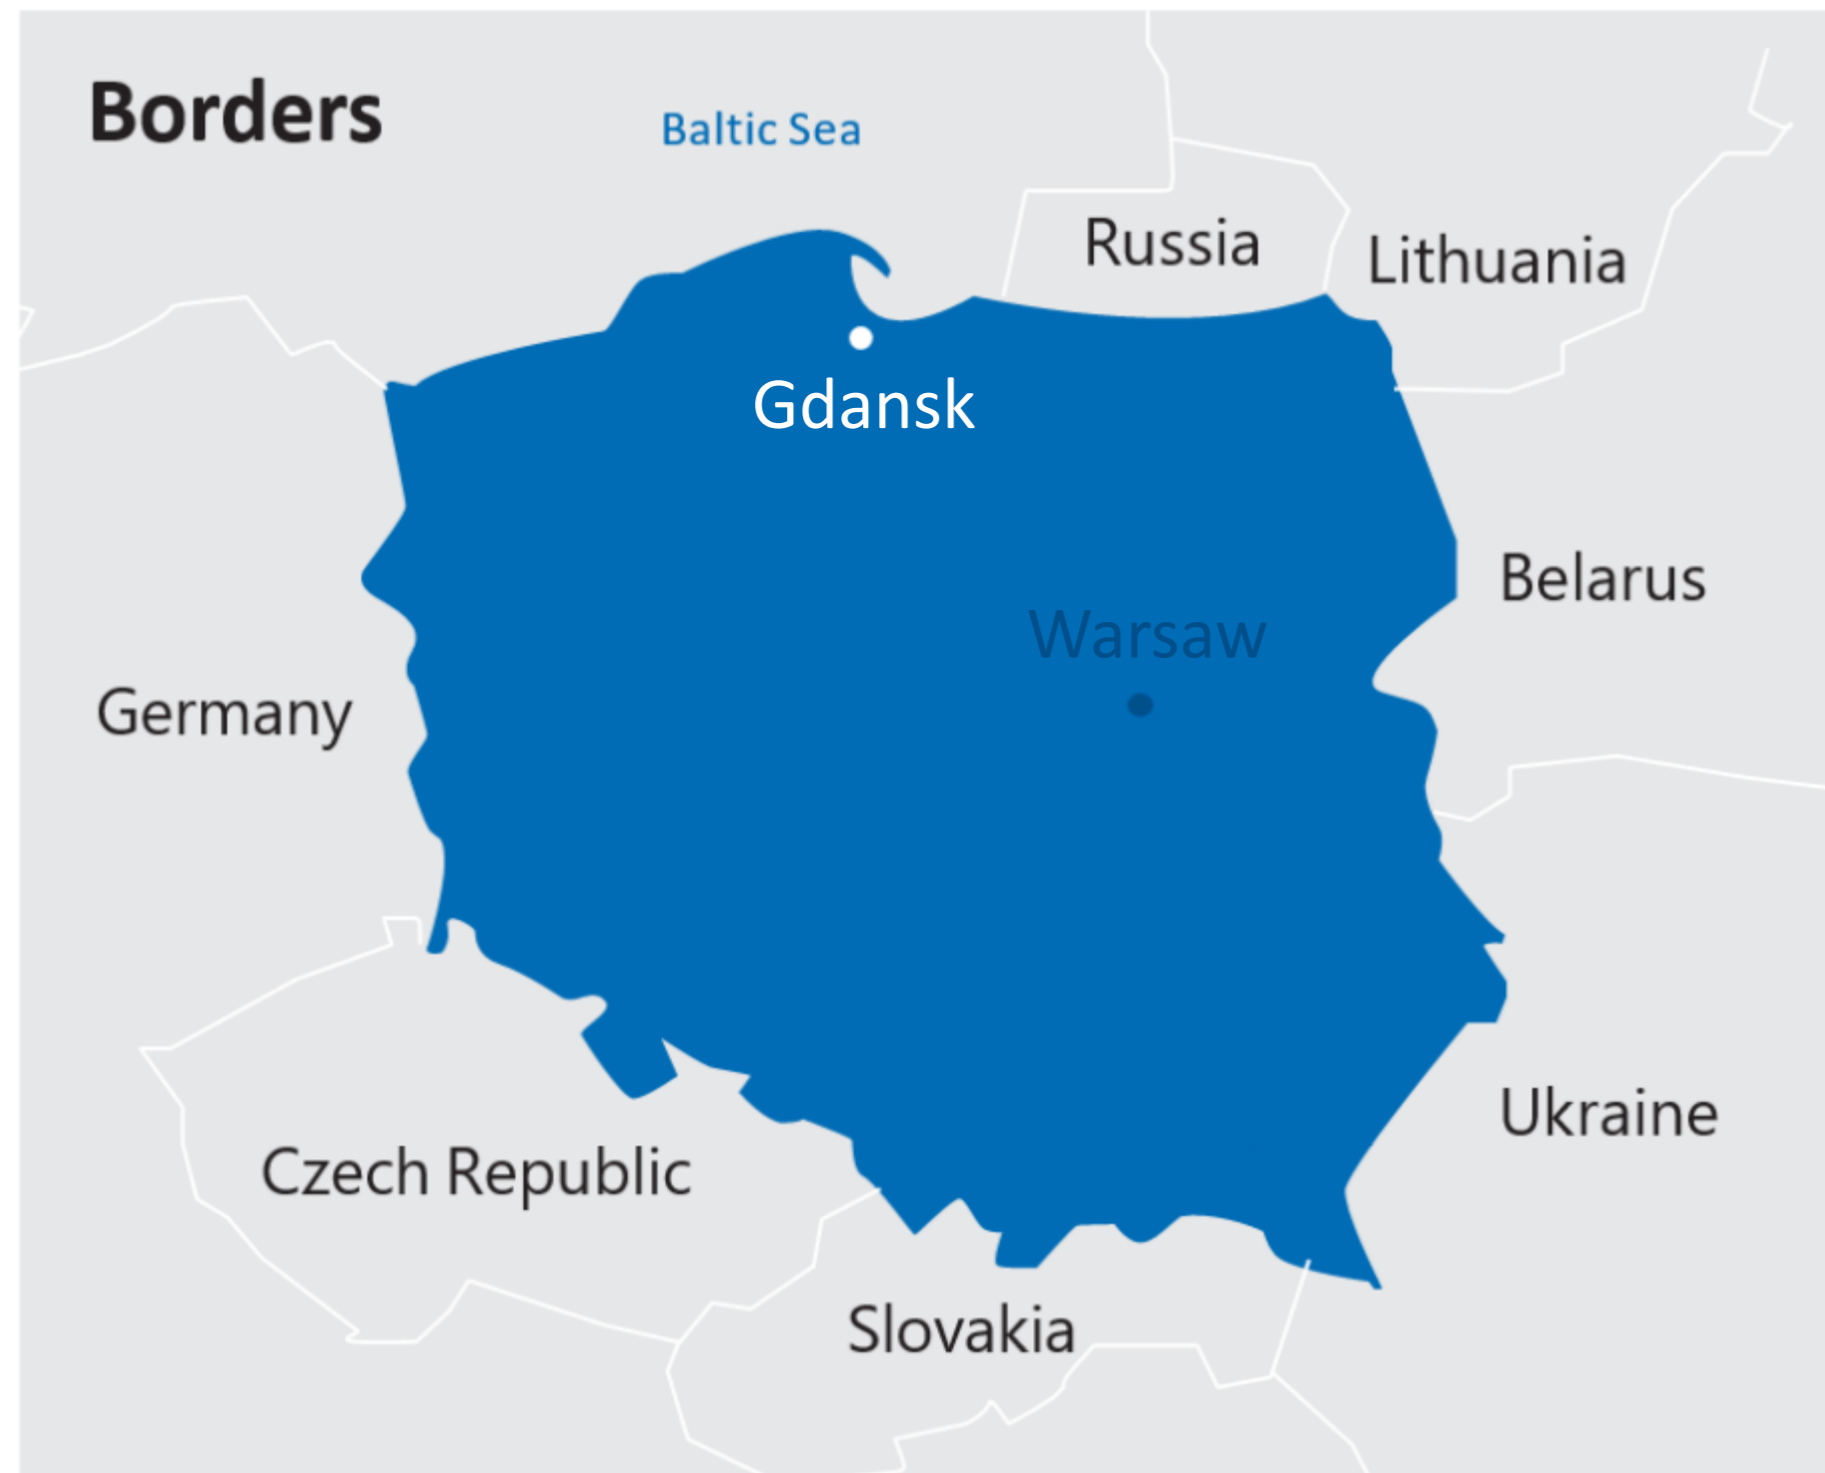 Borders
Baltic Sea
Russia
Lithuania
Gdansk
Belarus
Warsaw
Germany
Ukraine
Czech Republic
Slovakia